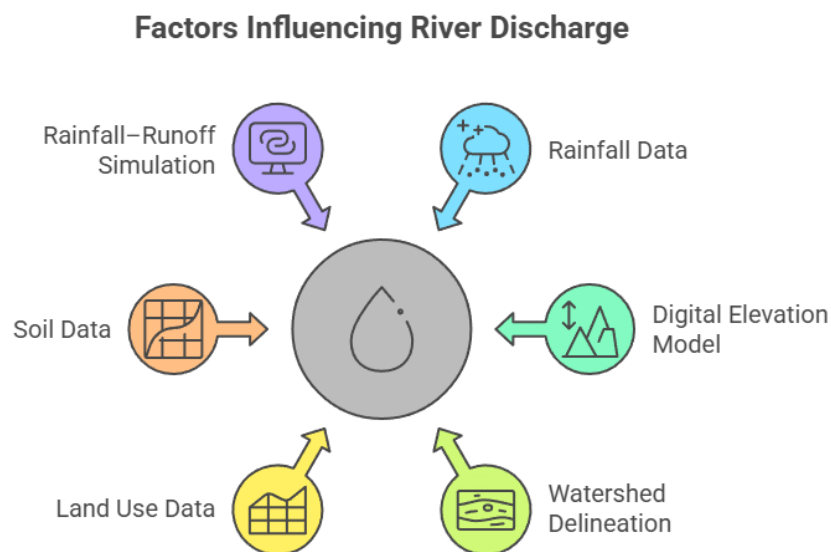 Factors Influencing River Discharge
Rainfall–Runoff
Simulation
Rainfall Data
Soil Data
Digital Elevation
Model
Land Use Data
Watershed
Delineation